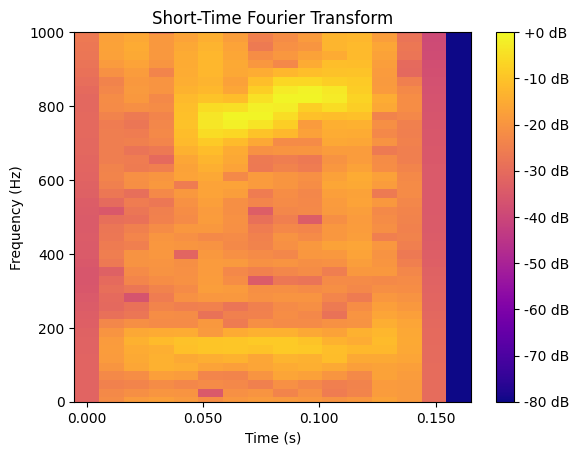 Short-Time Fourier Transform
Frequency (Hz)
1000
800
600
400
200
0
0.000
0.050
0.100
0.150
Time (s)
+0 dB
-10 dB
-20 dB
-30 dB
-40 dB
-50 dB
-60 dB
-70 dB
-80 dB